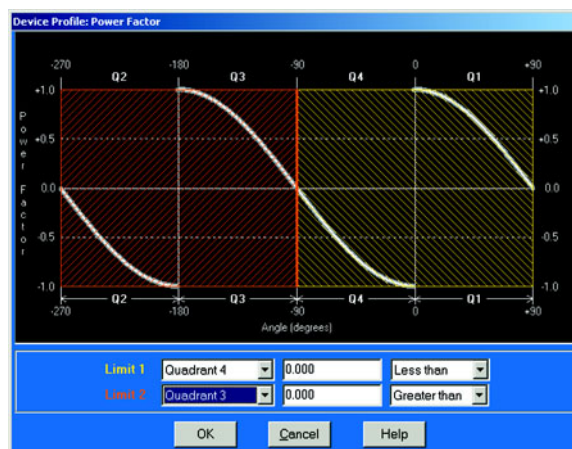 Device Profile: Power Factor
-270 -180 -90 0 +90
Q2 Q3 Q4 Q1
+1.0 +1.0
+0.5 +0.5
0.0 0.0
-0.5 -0.5
-1.0 -1.0
Power Factor
Q2 Q3 Q4 Q1
-270 -180 -90 0 +90
Angle (degrees)
Limit 1 Quadrant 4 0.000 Less than
Limit 2 Quadrant 3 0.000 Greater than
OK Cancel Help